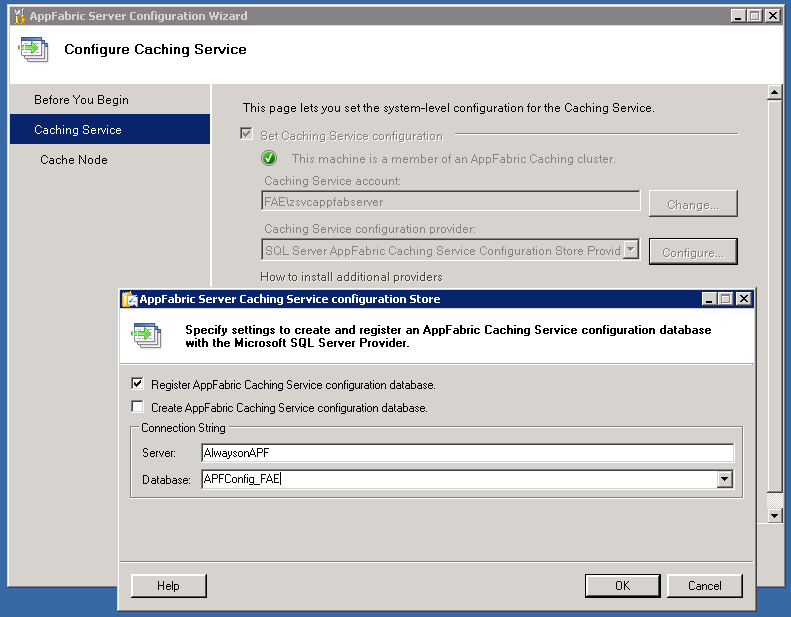 AppFabric Server Configuration Wizard
Configure Caching Service
Before You Begin
Caching Service
Cache Node
This page lets you set the system-level configuration for the Caching Service.
Set Caching Service configuration
This machine is a member of an AppFabric Caching cluster.
Caching Service account:
FAE\zsvcappfabserver
Change...
Caching Service configuration provider:
SQL Server AppFabric Caching Service Configuration Store Provid
Configure...
How to install additional providers
AppFabric Server Caching Service configuration Store
Specify settings to create and register an AppFabric Caching Service configuration database
with the Microsoft SQL Server Provider.
Register AppFabric Caching Service configuration database.
Create AppFabric Caching Service configuration database.
Connection String
Server: AlwaysonAPF
Database: APFConfig_FAE
Help OK Cancel